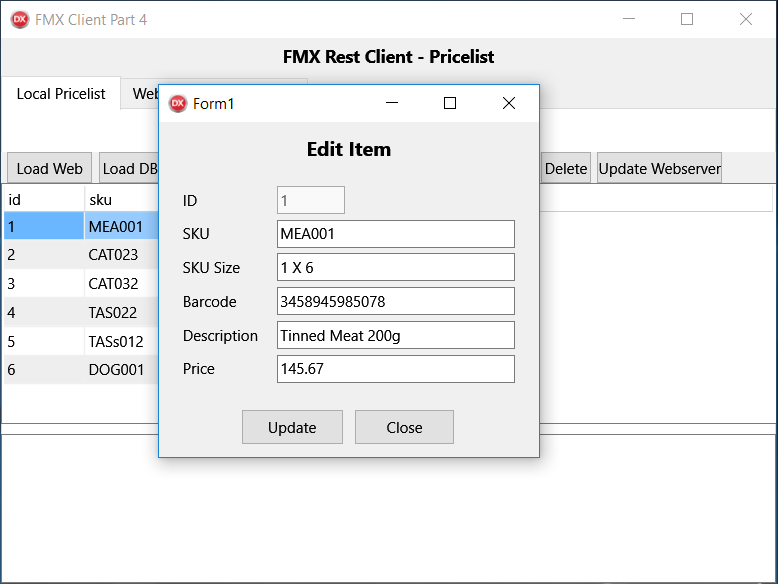 DX FMX Client Part 4
FMX Rest Client - Pricelist
Local Pricelist Web
Load Web Load DB Delete Update Webserver
id sku
1 MEA001
2 CAT023
3 CAT032
4 TAS022
5 TASs012
6 DOG001
DX Form1
Edit Item
ID 1
SKU MEA001
SKU Size 1 X 6
Barcode 3458945985078
Description Tinned Meat 200g
Price 145.67
Update Close